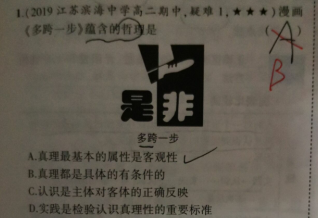 1.(2019江苏滨海中学高二期中,疑难1,★★★)漫画
《多跨一步》蕴含的哲理是 ( A )
B
是非
多跨一步
A.真理最基本的属性是客观性
B.真理都是具体的有条件的
C.认识是主体对客体的正确反映
D.实践是检验认识真理性的重要标准